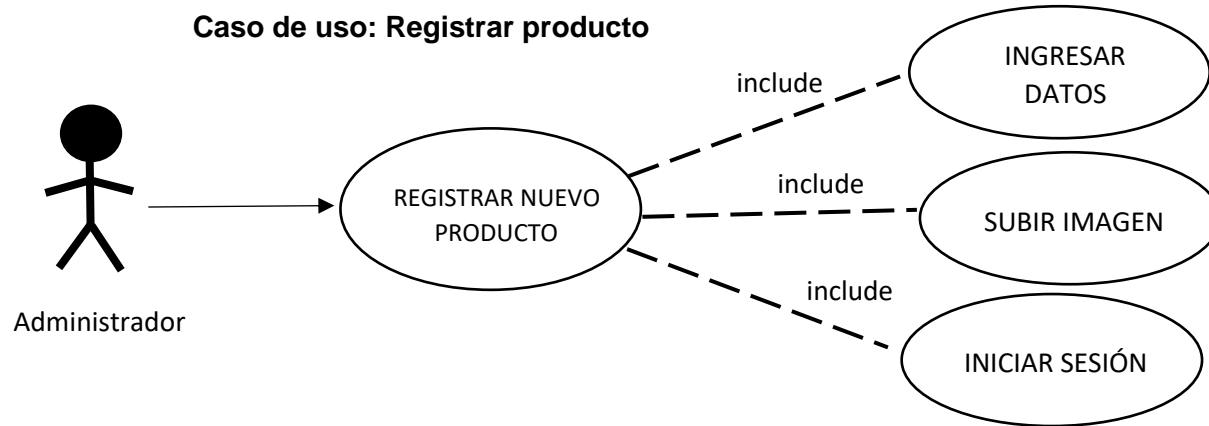 Caso de uso: Registrar producto
include
INGRESAR
DATOS
include
REGISTRAR NUEVO
PRODUCTO
SUBIR IMAGEN
include
Administrador
INICIAR SESIÓN